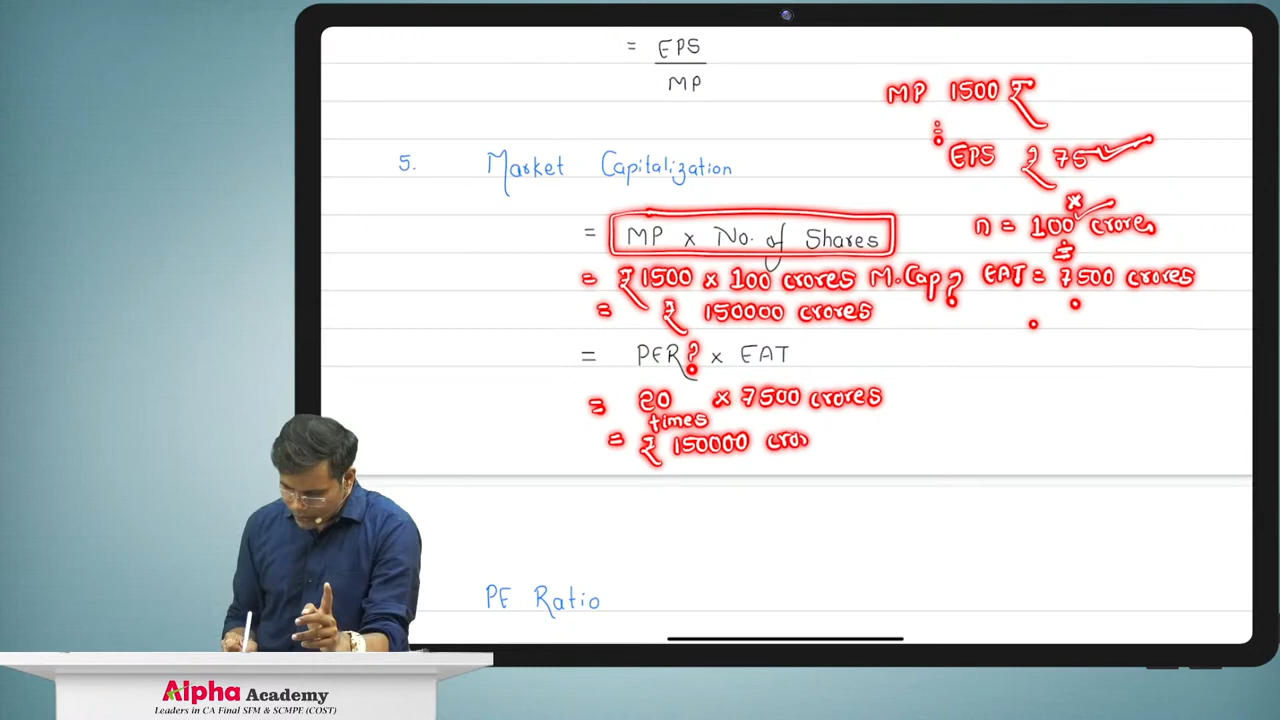 = EPS
MP
MP 1500 ₹
÷
EPS ₹ 75
×
n = 100 crores
÷
EAT = 7500 crores
5. Market Capitalization
= MP × No. of Shares
= ₹ 1500 × 100 crores M.Cap ?
= ₹ 150000 crores
= PER ? × EAT
= 20 times × 7500 crores
= ₹ 150000 cro
PE Ratio
Alpha Academy
Leaders in CA Final SFM & SCMPE (COST)